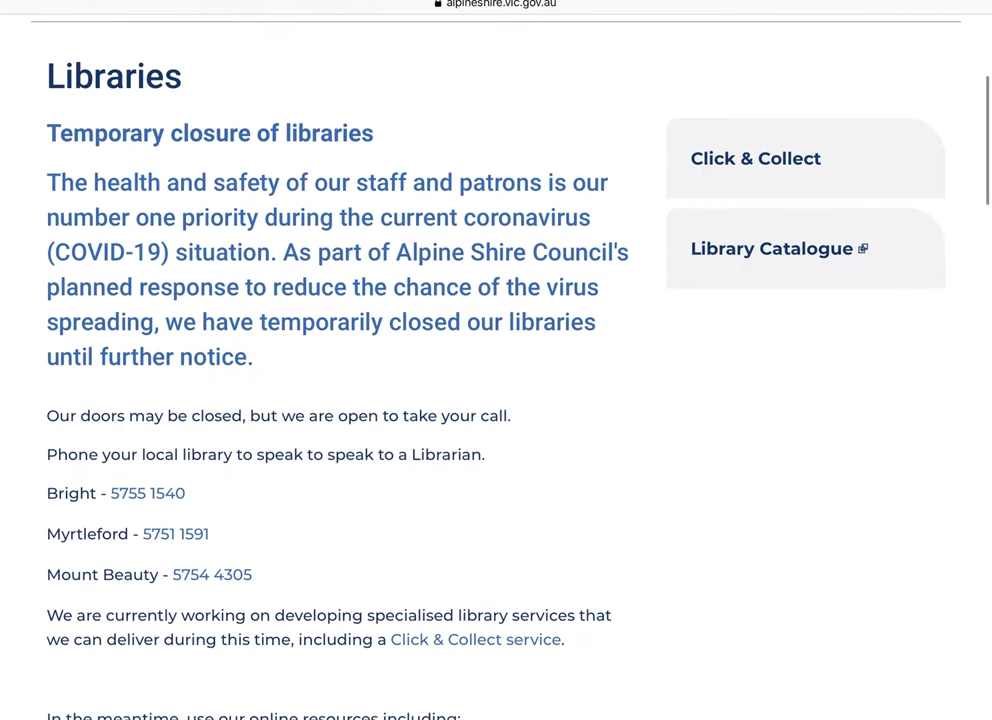 alpineshire.vic.gov.au
Libraries
Temporary closure of libraries
The health and safety of our staff and patrons is our
number one priority during the current coronavirus
(COVID-19) situation. As part of Alpine Shire Council's
planned response to reduce the chance of the virus
spreading, we have temporarily closed our libraries
until further notice.
Our doors may be closed, but we are open to take your call.
Phone your local library to speak to speak to a Librarian.
Bright - 5755 1540
Myrtleford - 5751 1591
Mount Beauty - 5754 4305
We are currently working on developing specialised library services that
we can deliver during this time, including a Click & Collect service.
In the meantime, use our online resources including:
Click & Collect
Library Catalogue